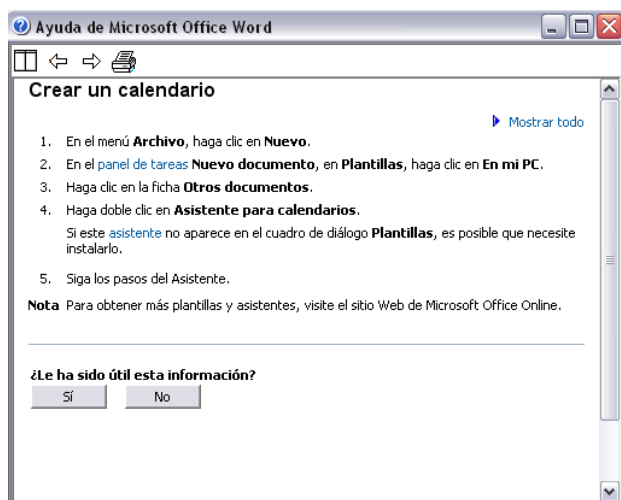 Ayuda de Microsoft Office Word
Crear un calendario
Mostrar todo
1. En el menú Archivo, haga clic en Nuevo.
2. En el panel de tareas Nuevo documento, en Plantillas, haga clic en En mi PC.
3. Haga clic en la ficha Otros documentos.
4. Haga doble clic en Asistente para calendarios.
Si este asistente no aparece en el cuadro de diálogo Plantillas, es posible que necesite
instalarlo.
5. Siga los pasos del Asistente.
Nota Para obtener más plantillas y asistentes, visite el sitio Web de Microsoft Office Online.
¿Le ha sido útil esta información?
Sí No